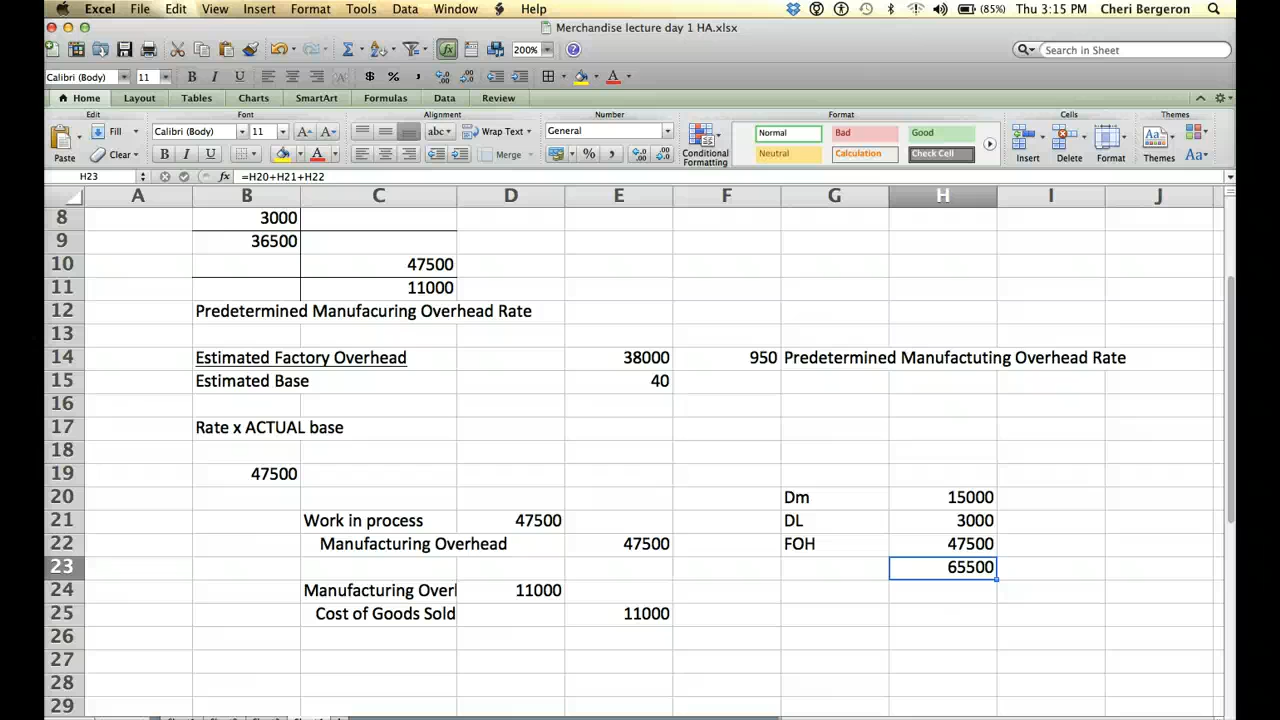 Excel File Edit View Insert Format Tools Data Window Help (85%) Thu 3:15 PM Cheri Bergeron
Merchandise lecture day 1 HA.xlsx
200% Search in Sheet
Calibri (Body) 11 B I U $ %
Home Layout Tables Charts SmartArt Formulas Data Review
Edit Font Alignment Number Format Cells Themes
Fill Calibri (Body) 11 A A abc Wrap Text General Normal Bad Good
Paste Clear B I U A Merge % Conditional Formatting Neutral Calculation Check Cell Insert Delete Format Themes Aa
H23 fx =H20+H21+H22
A B C D E F G H I J
8 3000
9 36500
10 47500
11 11000
12 Predetermined Manufacuring Overhead Rate
13
14 Estimated Factory Overhead 38000 950 Predetermined Manufactuting Overhead Rate
15 Estimated Base 40
16
17 Rate x ACTUAL base
18
19 47500
20 Dm 15000
21 Work in process 47500 DL 3000
22 Manufacturing Overhead 47500 FOH 47500
23 65500
24 Manufacturing Overl 11000
25 Cost of Goods Sold 11000
26
27
28
29